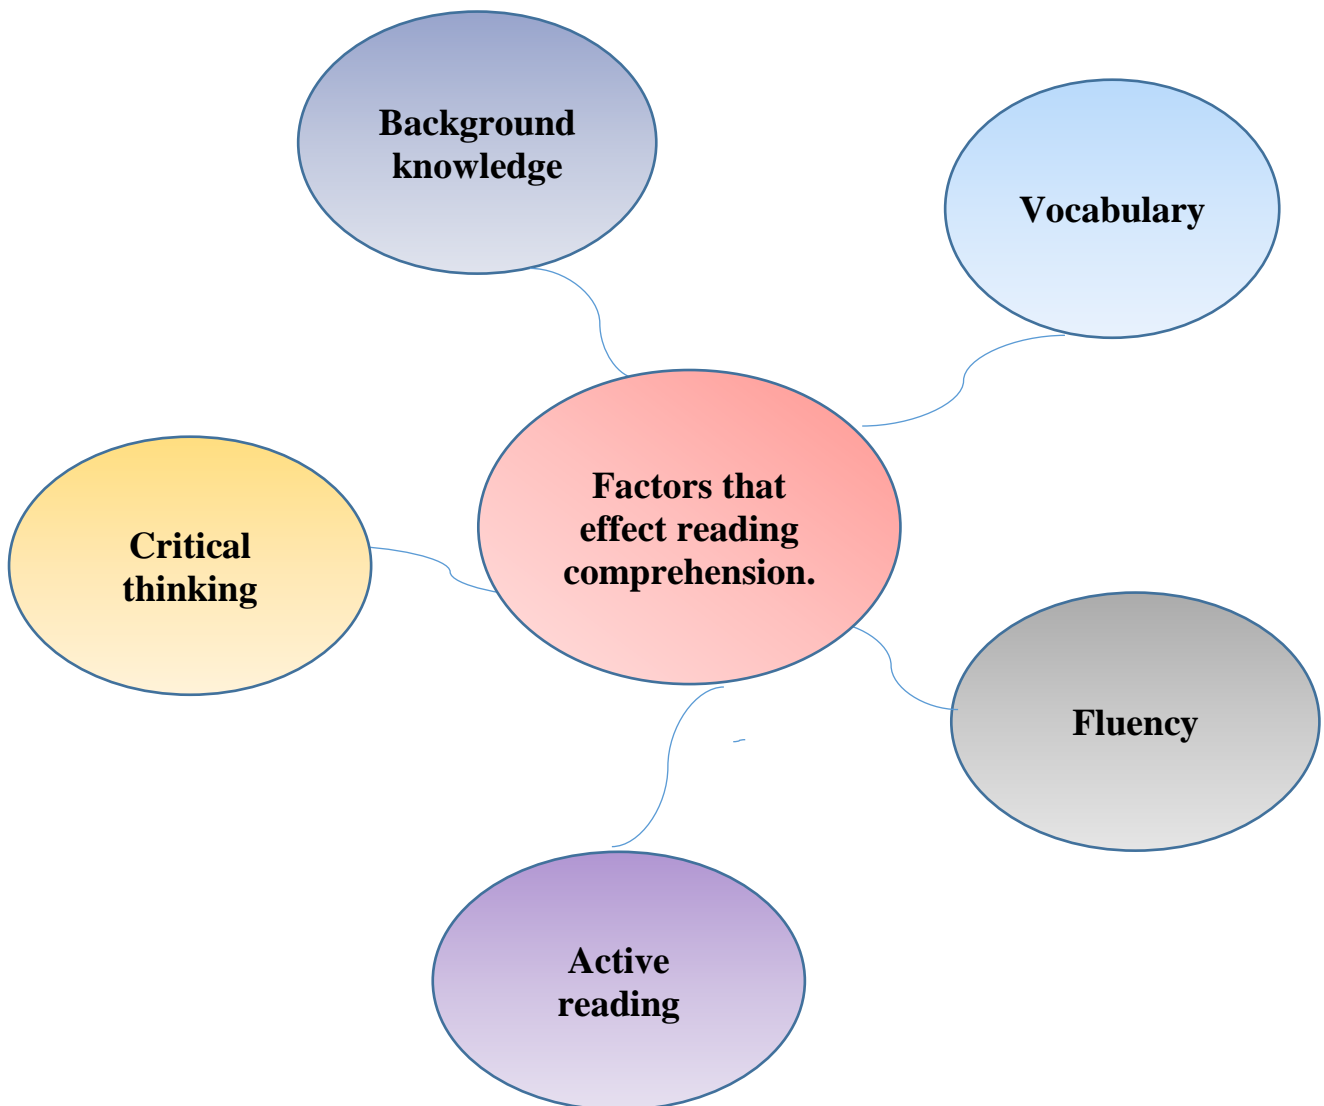 Background
knowledge
Vocabulary
Factors that
effect reading
comprehension.
Critical
thinking
Fluency
Active
reading